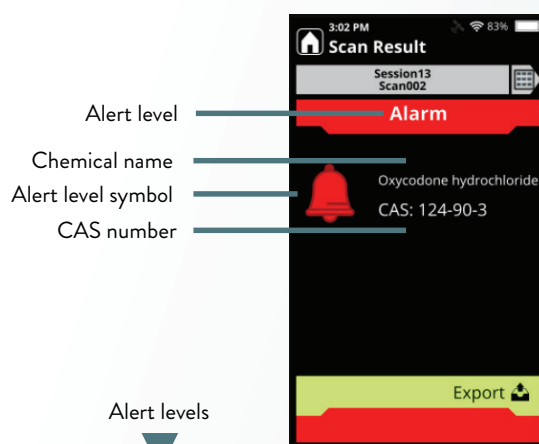 3:02 PM 83%
Scan Result
Session13
Scan002
Alert level
Alarm
Chemical name
Alert level symbol
Oxycodone hydrochloride
CAS number
CAS: 124-90-3
Export
Alert levels